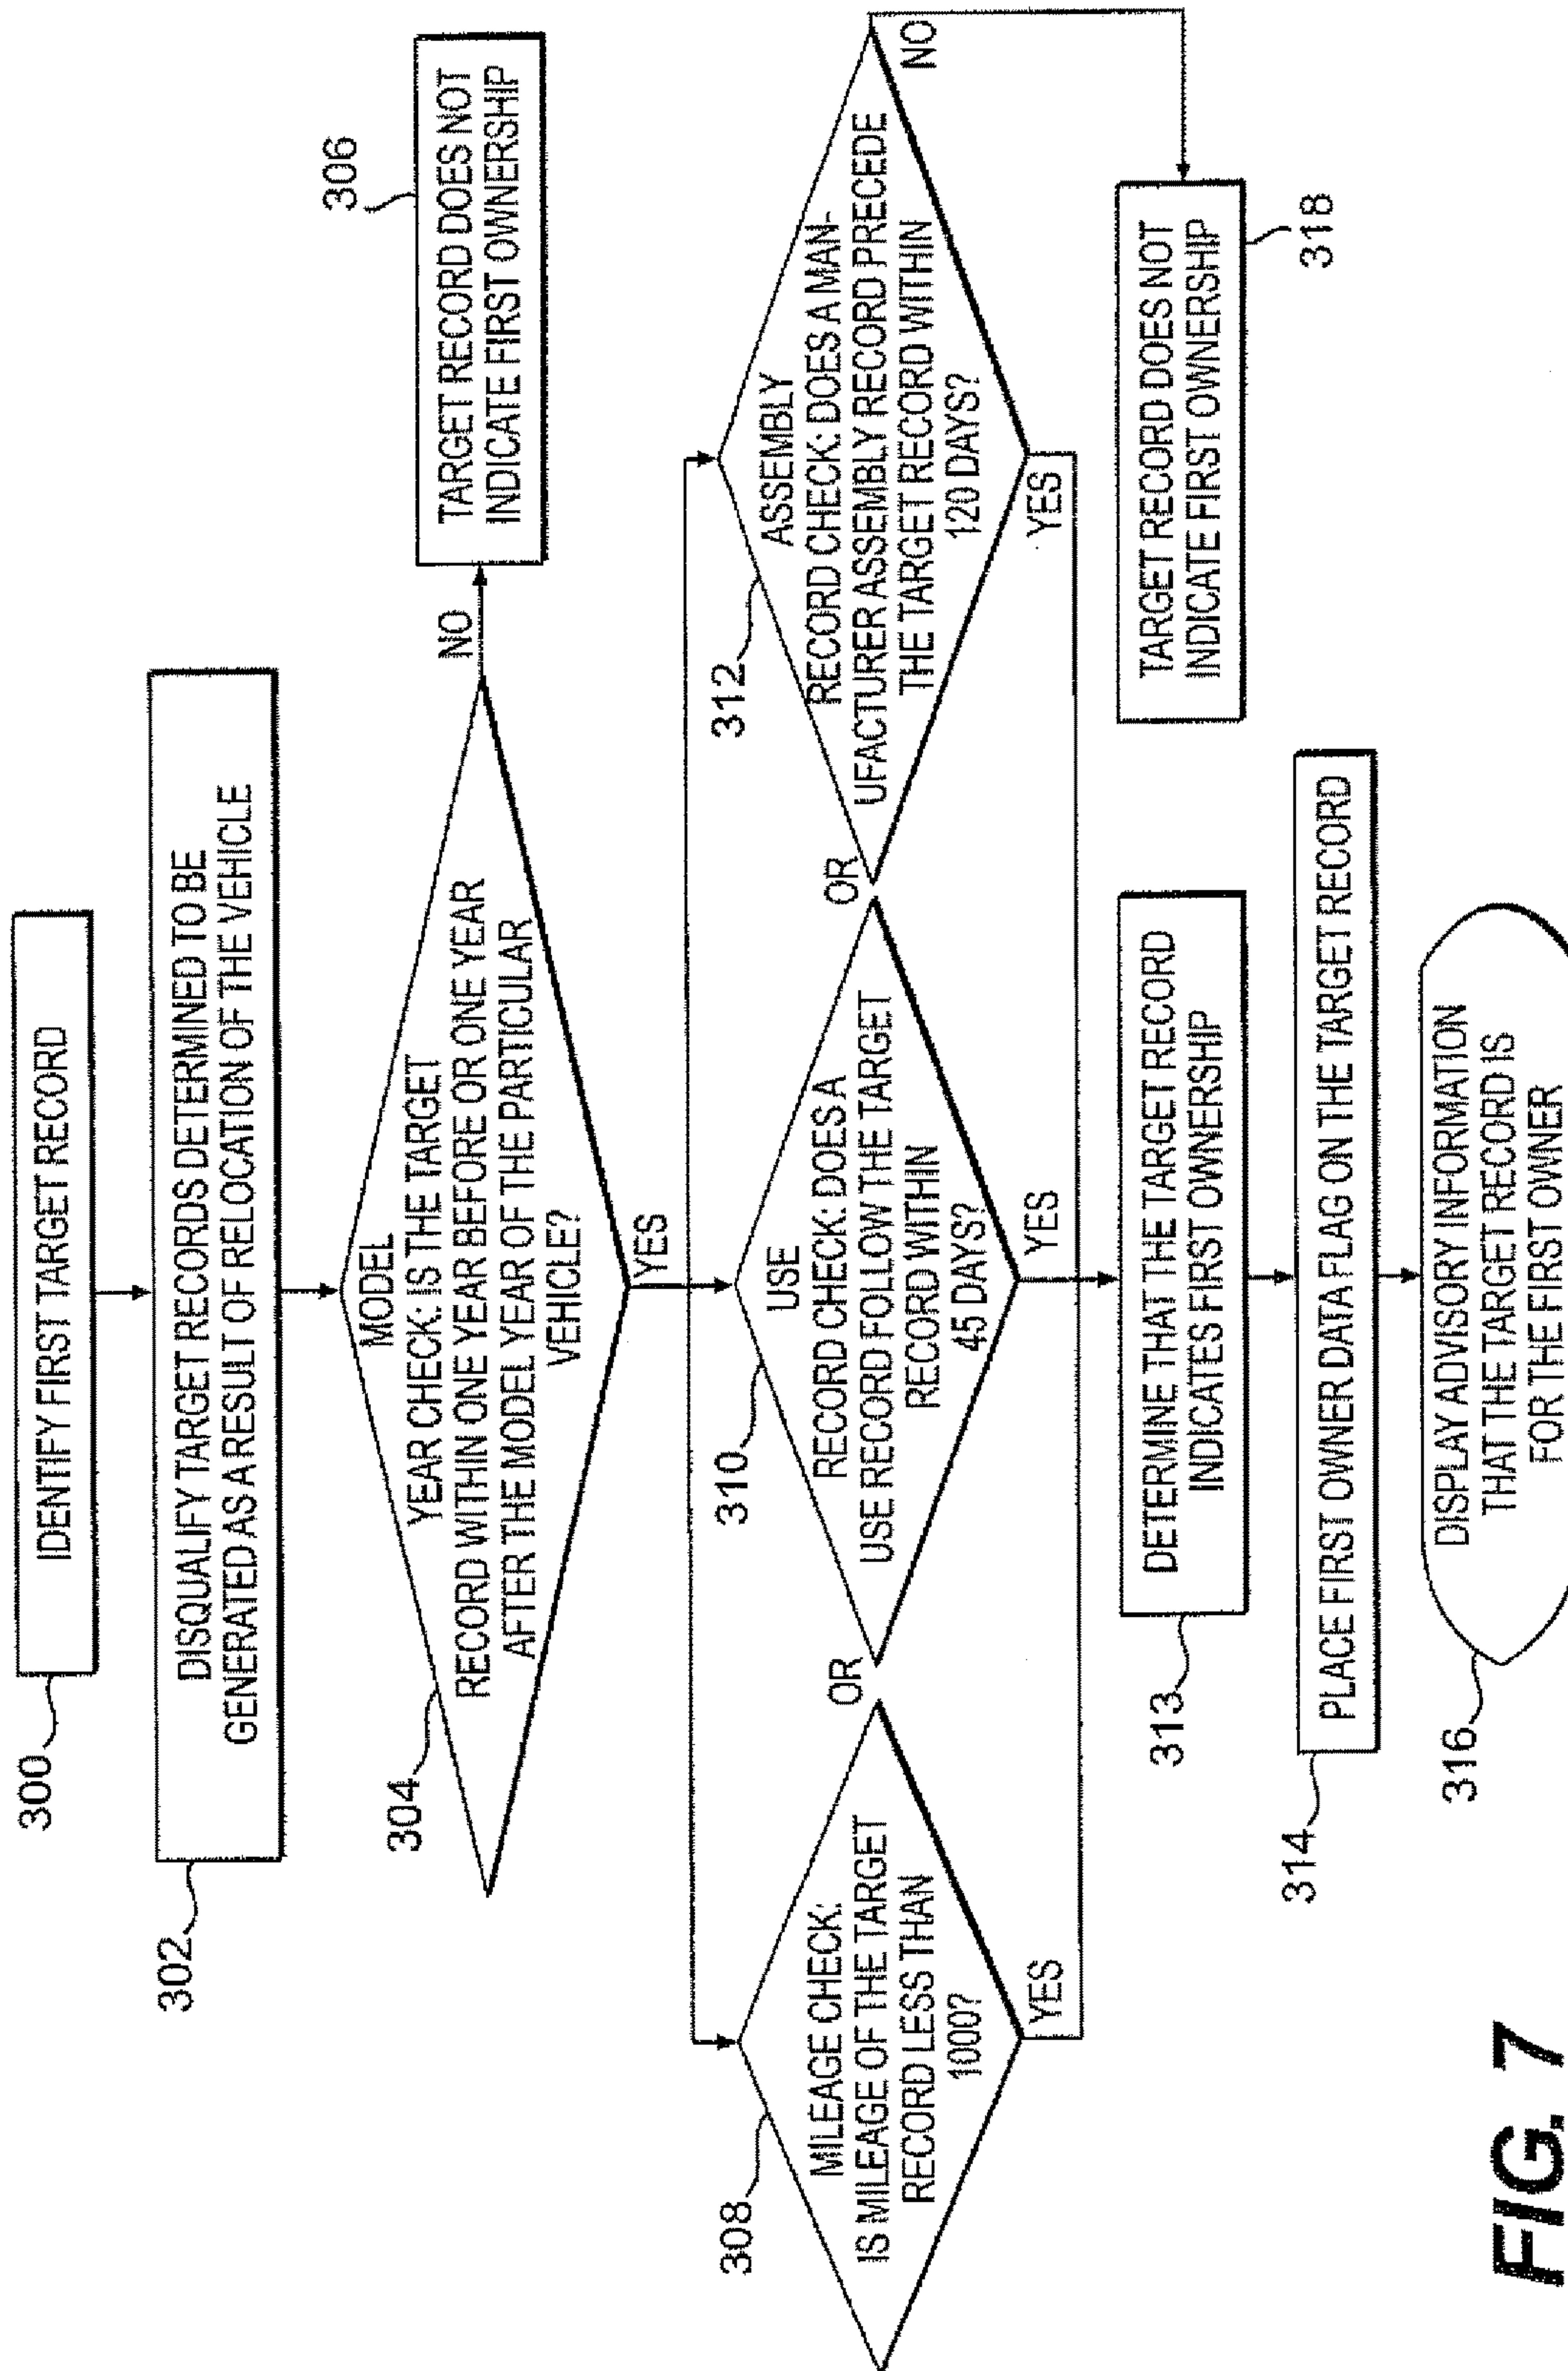 300
IDENTIFY FIRST TARGET RECORD
302
DISQUALIFY TARGET RECORDS DETERMINED TO BE
GENERATED AS A RESULT OF RELOCATION OF THE VEHICLE
304
MODEL
YEAR CHECK: IS THE TARGET
RECORD WITHIN ONE YEAR BEFORE OR ONE YEAR
AFTER THE MODEL YEAR OF THE PARTICULAR
VEHICLE?
NO
YES
306
TARGET RECORD DOES NOT
INDICATE FIRST OWNERSHIP
308
MILEAGE CHECK:
IS MILEAGE OF THE TARGET
RECORD LESS THAN
1000?
YES
OR
310
USE
RECORD CHECK: DOES A
USE RECORD FOLLOW THE TARGET
RECORD WITHIN
45 DAYS?
YES
OR
312
ASSEMBLY
RECORD CHECK: DOES A MAN-
UFACTURER ASSEMBLY RECORD PRECEDE
THE TARGET RECORD WITHIN
120 DAYS?
YES
NO
313
DETERMINE THAT THE TARGET RECORD
INDICATES FIRST OWNERSHIP
TARGET RECORD DOES NOT
INDICATE FIRST OWNERSHIP
318
314
PLACE FIRST OWNER DATA FLAG ON THE TARGET RECORD
316
DISPLAY ADVISORY INFORMATION
THAT THE TARGET RECORD IS
FOR THE FIRST OWNER
FIG. 7